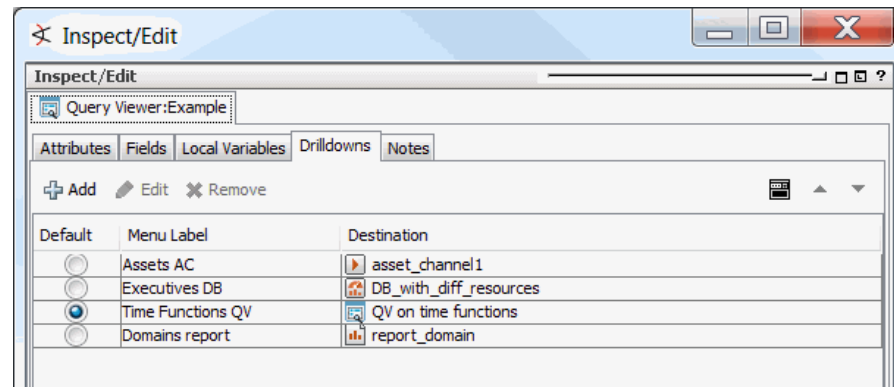 Inspect/Edit
Inspect/Edit ?
Query Viewer:Example
Attributes Fields Local Variables Drilldowns Notes
Add Edit Remove
Default Menu Label Destination
Assets AC asset_channel1
Executives DB DB_with_diff_resources
Time Functions QV QV on time functions
Domains report report_domain